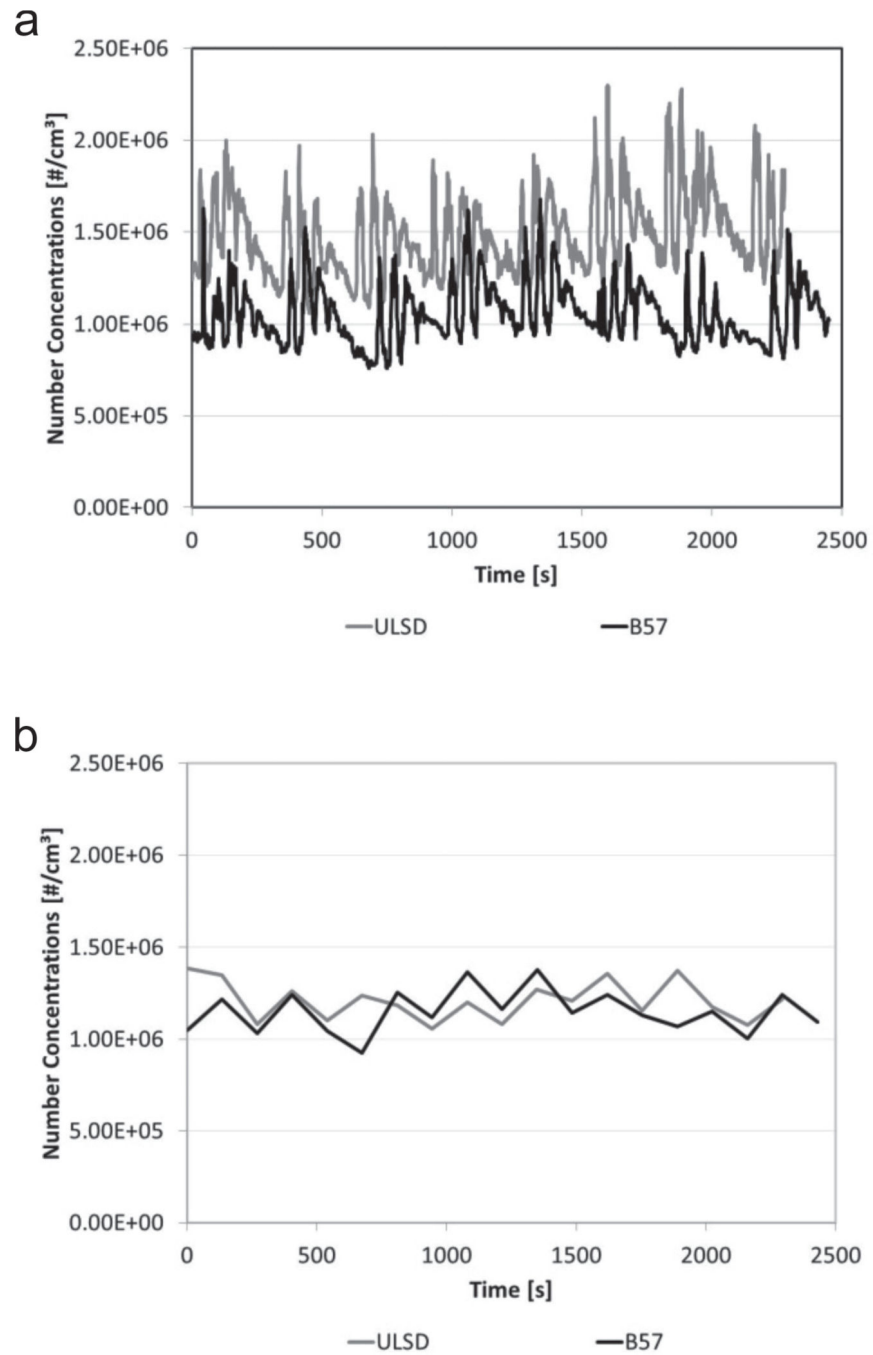 a
Number Concentrations [#/cm³]
2.50E+06
2.00E+06
1.50E+06
1.00E+06
5.00E+05
0.00E+00
0 500 1000 1500 2000 2500
Time [s]
ULSD B57
b
Number Concentrations [#/cm³]
2.50E+06
2.00E+06
1.50E+06
1.00E+06
5.00E+05
0.00E+00
0 500 1000 1500 2000 2500
Time [s]
ULSD B57